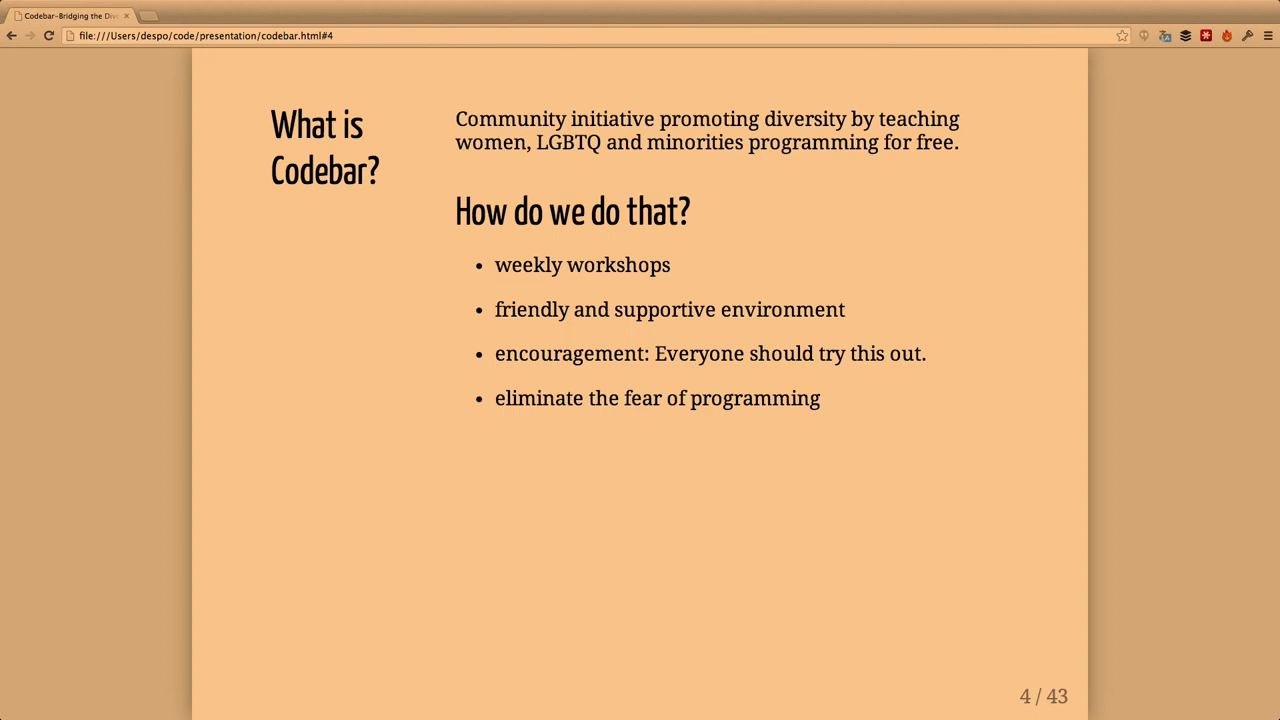 Codebar-Bridging the Div
file:///Users/despo/code/presentation/codebar.html#4
What is
Codebar?
Community initiative promoting diversity by teaching
women, LGBTQ and minorities programming for free.
How do we do that?
• weekly workshops
• friendly and supportive environment
• encouragement: Everyone should try this out.
• eliminate the fear of programming
4 / 43